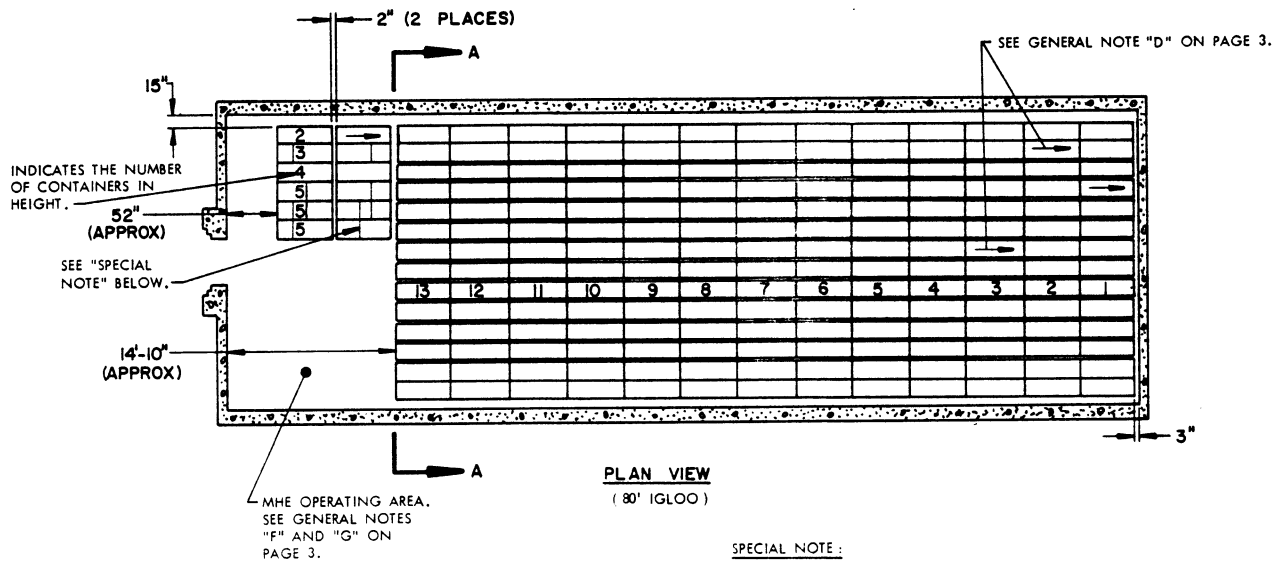 2" (2 PLACES)
A
SEE GENERAL NOTE "D" ON PAGE 3.
15"
2
3
INDICATES THE NUMBER
OF CONTAINERS IN
HEIGHT.
4
5
5
5
52"
(APPROX)
SEE "SPECIAL
NOTE" BELOW.
13 12 11 10 9 8 7 6 5 4 3 2 1
14'-10"
(APPROX)
3"
A
PLAN VIEW
(80' IGLOO)
MHE OPERATING AREA.
SEE GENERAL NOTES
"F" AND "G" ON
PAGE 3.
SPECIAL NOTE: